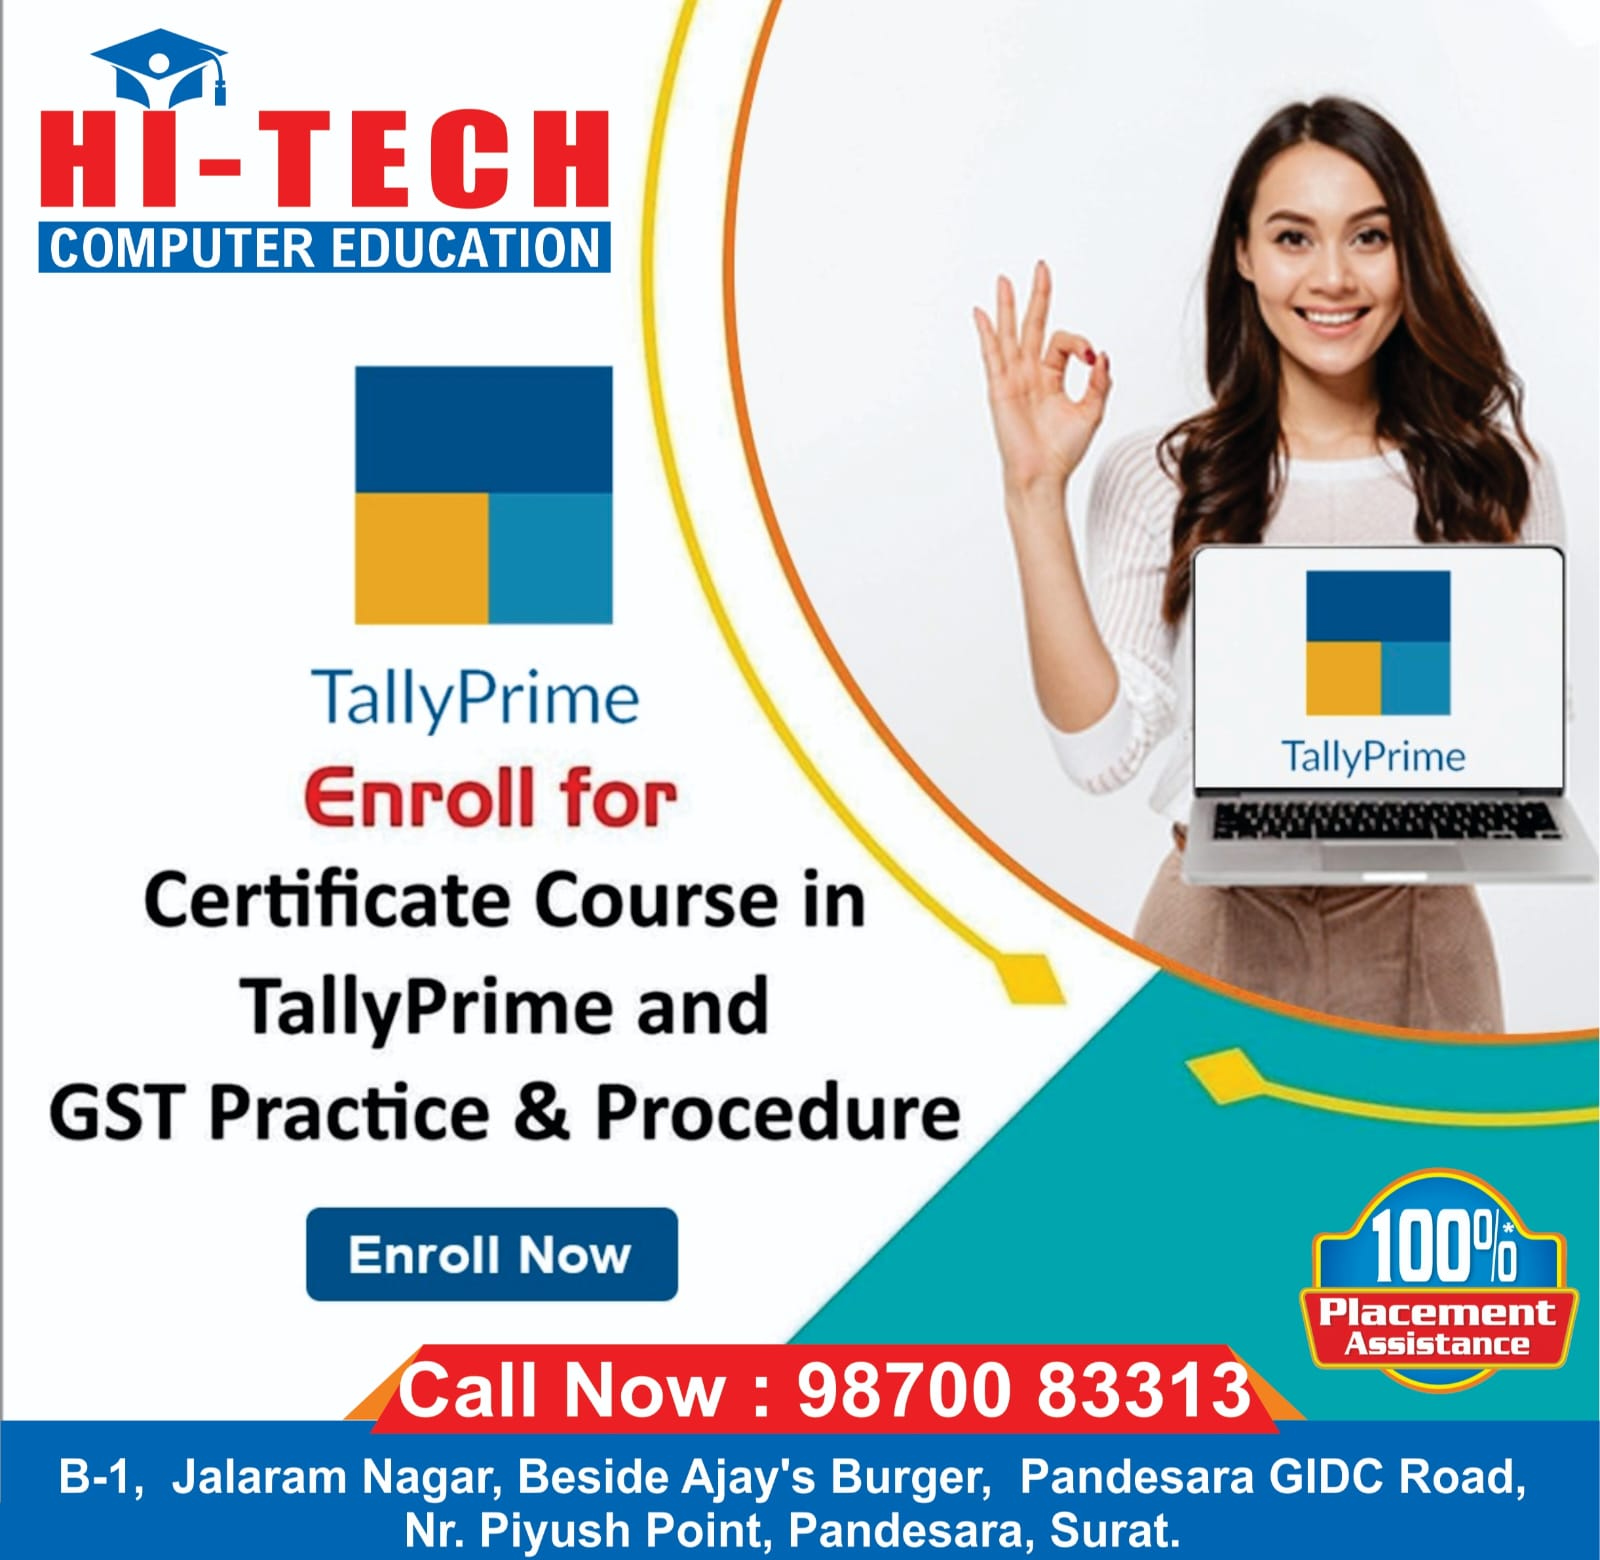 HI-TECH
COMPUTER EDUCATION
TallyPrime
TallyPrime
Enroll for
Certificate Course in
TallyPrime and
GST Practice & Procedure
Enroll Now
100%*
Placement
Assistance
Call Now : 98700 83313
B-1, Jalaram Nagar, Beside Ajay's Burger, Pandesara GIDC Road,
Nr. Piyush Point, Pandesara, Surat.